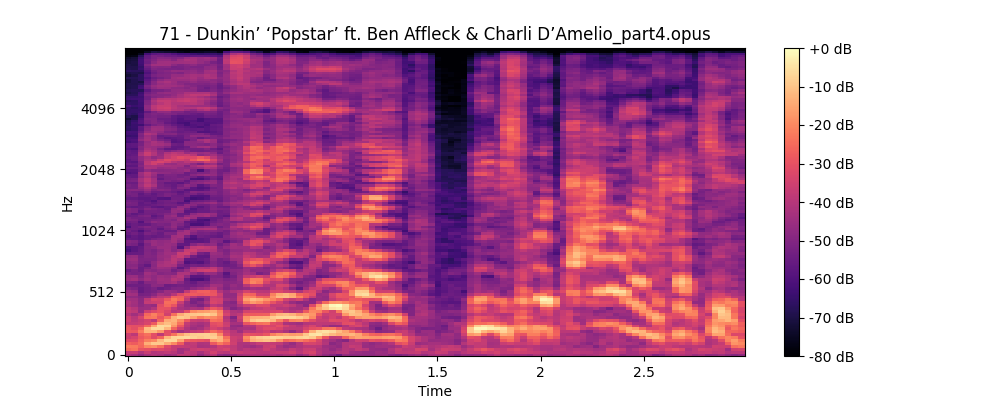 71 - Dunkin’ ‘Popstar’ ft. Ben Affleck & Charli D’Amelio_part4.opus
Hz
4096
2048
1024
512
0
0
0.5
1
1.5
2
2.5
Time
+0 dB
-10 dB
-20 dB
-30 dB
-40 dB
-50 dB
-60 dB
-70 dB
-80 dB